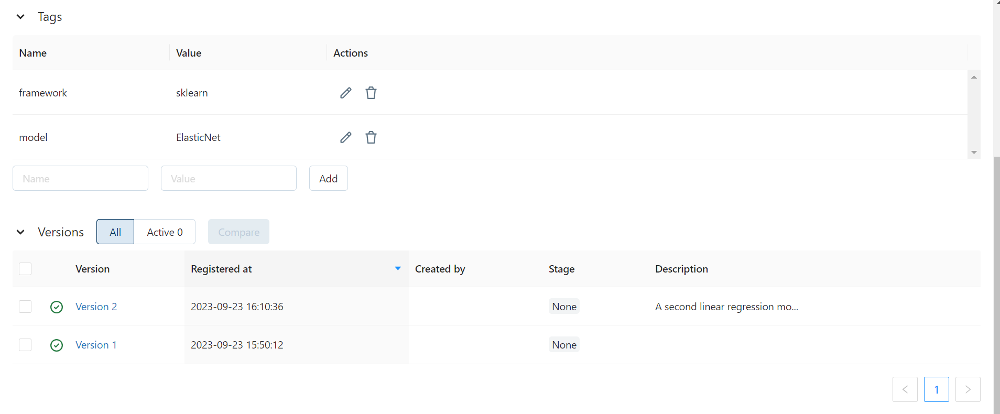 Tags
Name Value Actions
framework sklearn
model ElasticNet
Name Value Add
Versions All Active 0 Compare
Version Registered at Created by Stage Description
Version 2 2023-09-23 16:10:36 None A second linear regression mo...
Version 1 2023-09-23 15:50:12 None
1